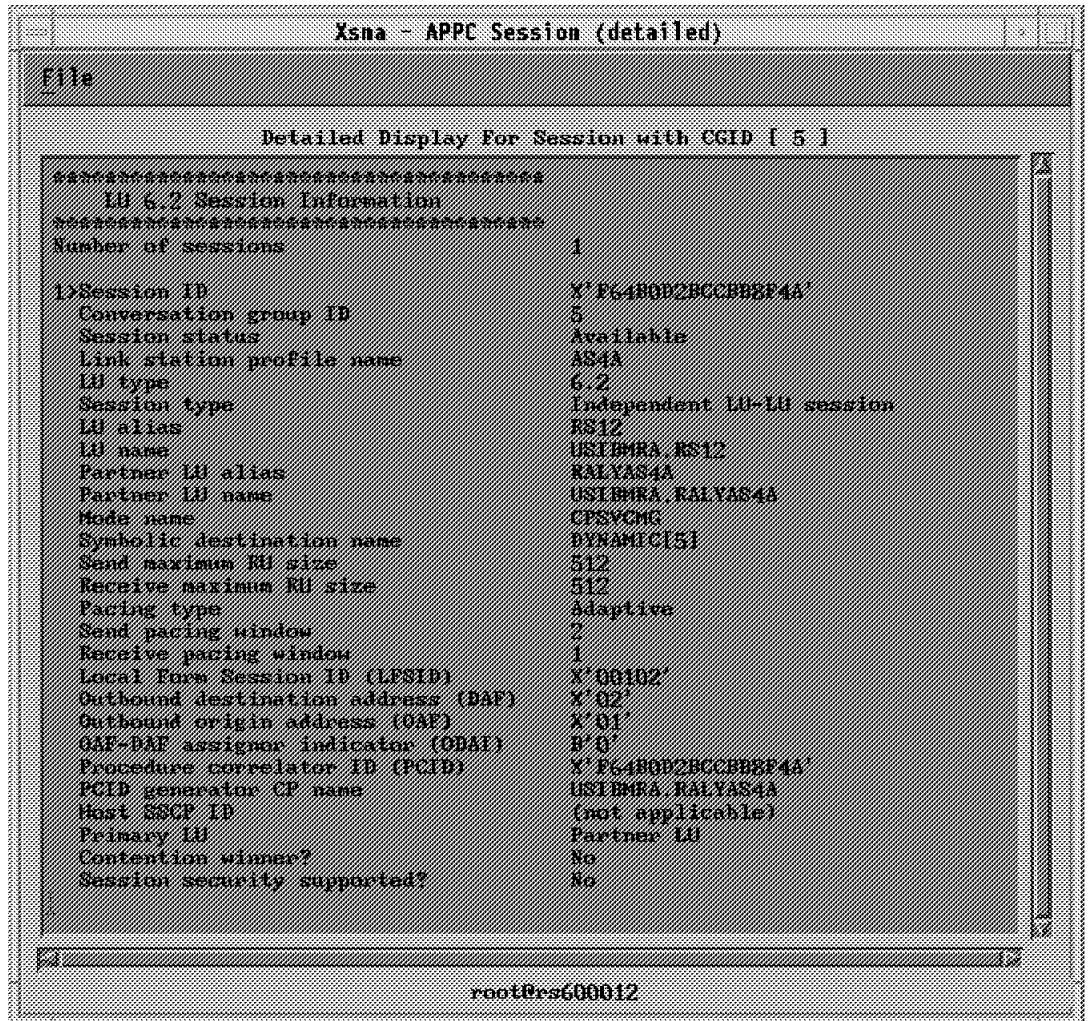 Xsna - APPC Session (detailed)
File
Detailed Display For Session with CGID [ 5 ]
**************************************
LU 6.2 Session Information
**************************************
Number of sessions 1
1>Session ID X'F64B0D2BCCBB8F4A'
Conversation group ID 5
Session status Available
Link station profile name AS4A
LU type 6.2
Session type Independent LU-LU session
LU alias RS12
LU name USIBMRA.RS12
Partner LU alias RALYAS4A
Partner LU name USIBMRA.RALYAS4A
Mode name CPSVCMG
Symbolic destination name DYNAMIC[5]
Send maximum RU size 512
Receive maximum RU size 512
Pacing type Adaptive
Send pacing window 2
Receive pacing window 1
Local Form Session ID (LFSID) X'00102'
Outbound destination address (DAF) X'02'
Outbound origin address (OAF) X'01'
OAF-DAF assignor indicator (ODAI) B'0'
Procedure correlator ID (PCID) X'F64B0D2BCCBB8F4A'
PCID generator CP name USIBMRA.RALYAS4A
Host SSCP ID (not applicable)
Primary LU Partner LU
Contention winner? No
Session security supported? No
root@rs600012